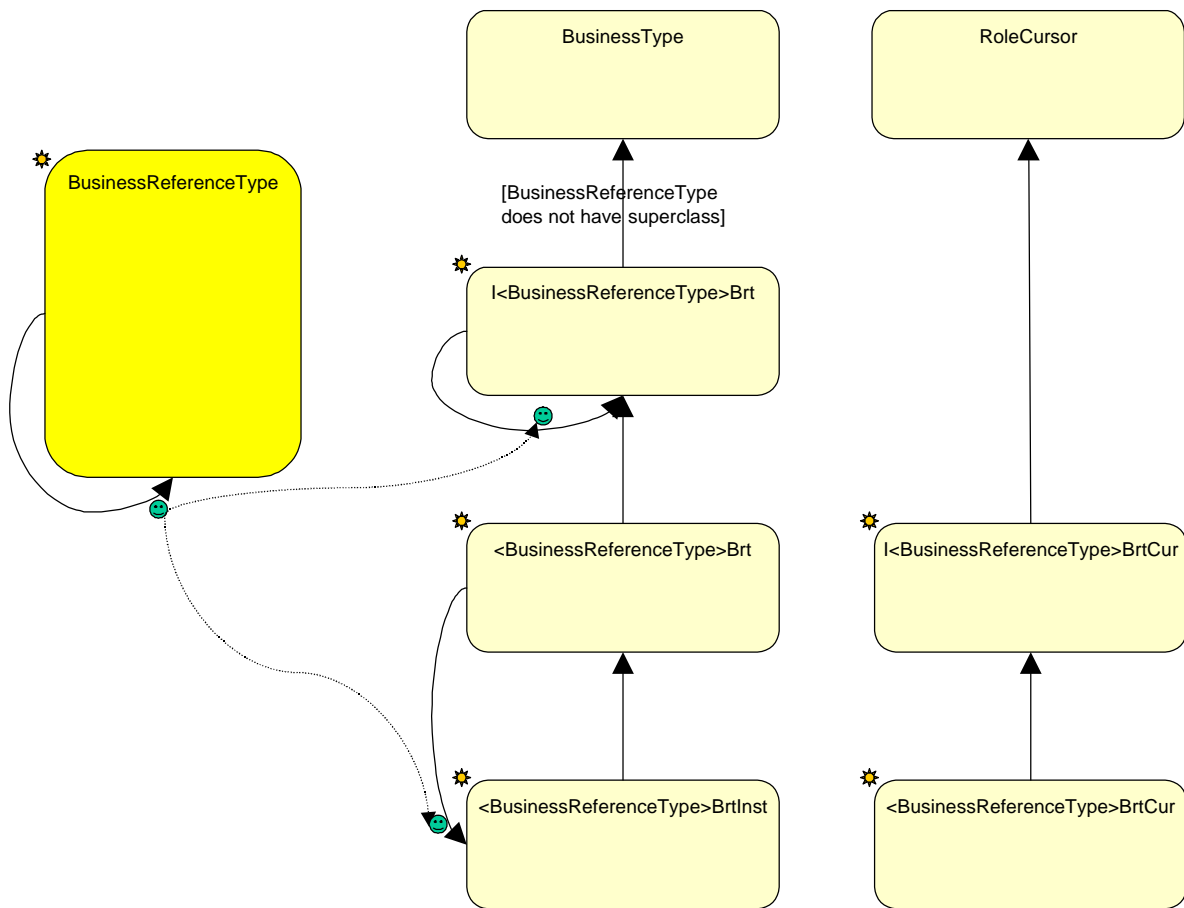 BusinessType
RoleCursor
BusinessReferenceType
[BusinessReferenceType
does not have superclass]
I<BusinessReferenceType>Brt
<BusinessReferenceType>Brt
I<BusinessReferenceType>BrtCur
<BusinessReferenceType>BrtInst
<BusinessReferenceType>BrtCur